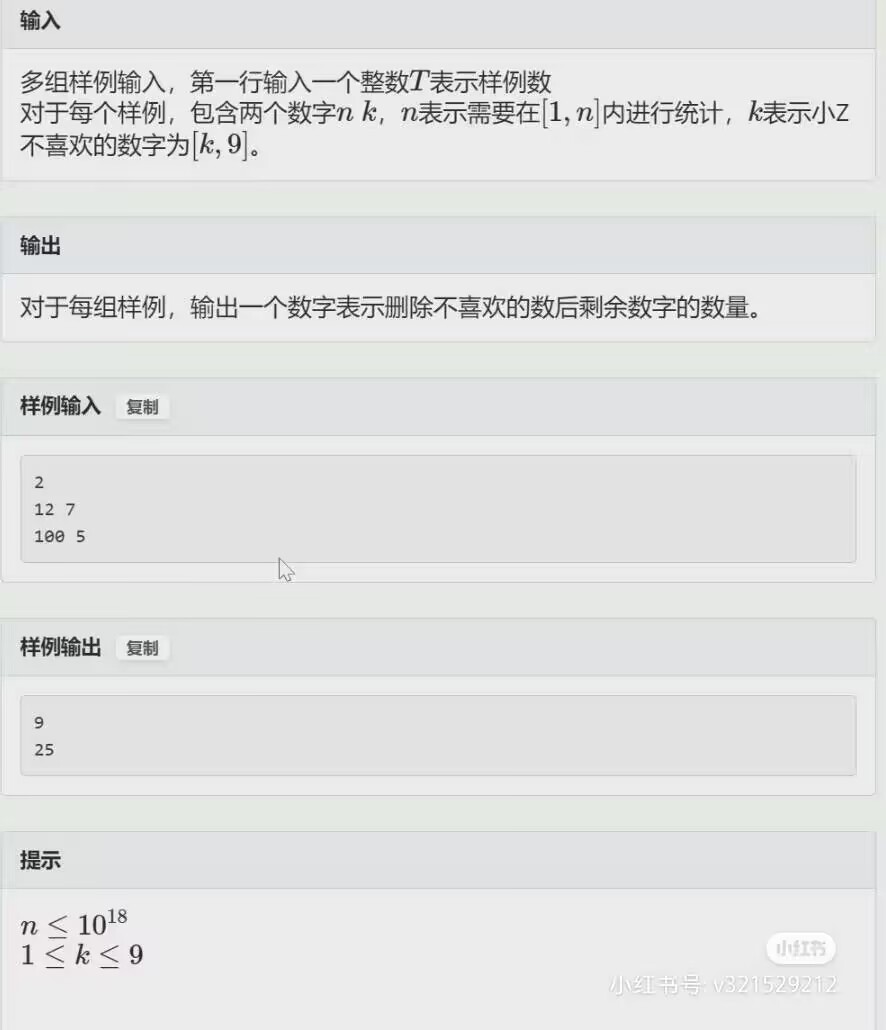 输入
多组样例输入，第一行输入一个整数T表示样例数
对于每个样例，包含两个数字n k，n表示需要在[1, n]内进行统计，k表示小Z
不喜欢的数字为[k, 9]。
输出
对于每组样例，输出一个数字表示删除不喜欢的数后剩余数字的数量。
样例输入 复制
2
12 7
100 5
样例输出 复制
9
25
提示
n ≤ 10^18
1 ≤ k ≤ 9
小红书
小红书号: v321529212